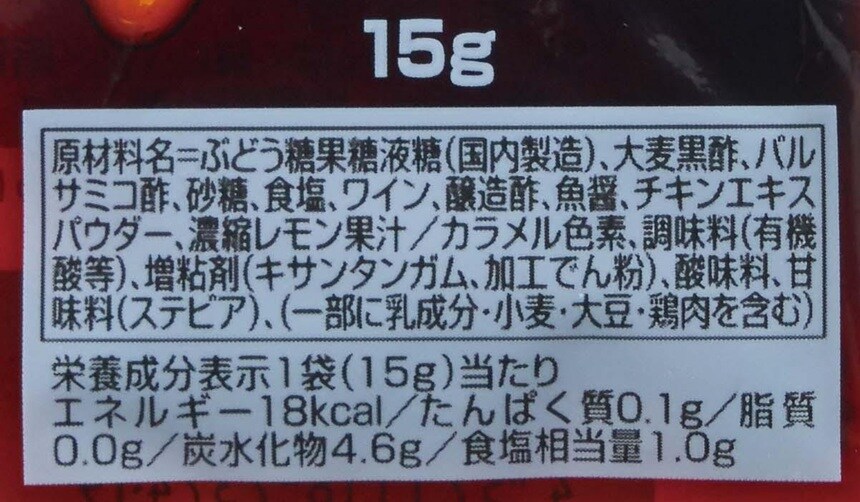 15g
原材料名=ぶどう糖果糖液糖(国内製造)、大麦黒酢、バル
サミコ酢、砂糖、食塩、ワイン、醸造酢、魚醤、チキンエキス
パウダー、濃縮レモン果汁/カラメル色素、調味料(有機
酸等)、増粘剤(キサンタンガム、加工でん粉)、酸味料、甘
味料(ステビア)、(一部に乳成分・小麦・大豆・鶏肉を含む)
栄養成分表示1袋(15g)当たり
エネルギー18kcal/たんぱく質0.1g/脂質
0.0g/炭水化物4.6g/食塩相当量1.0g